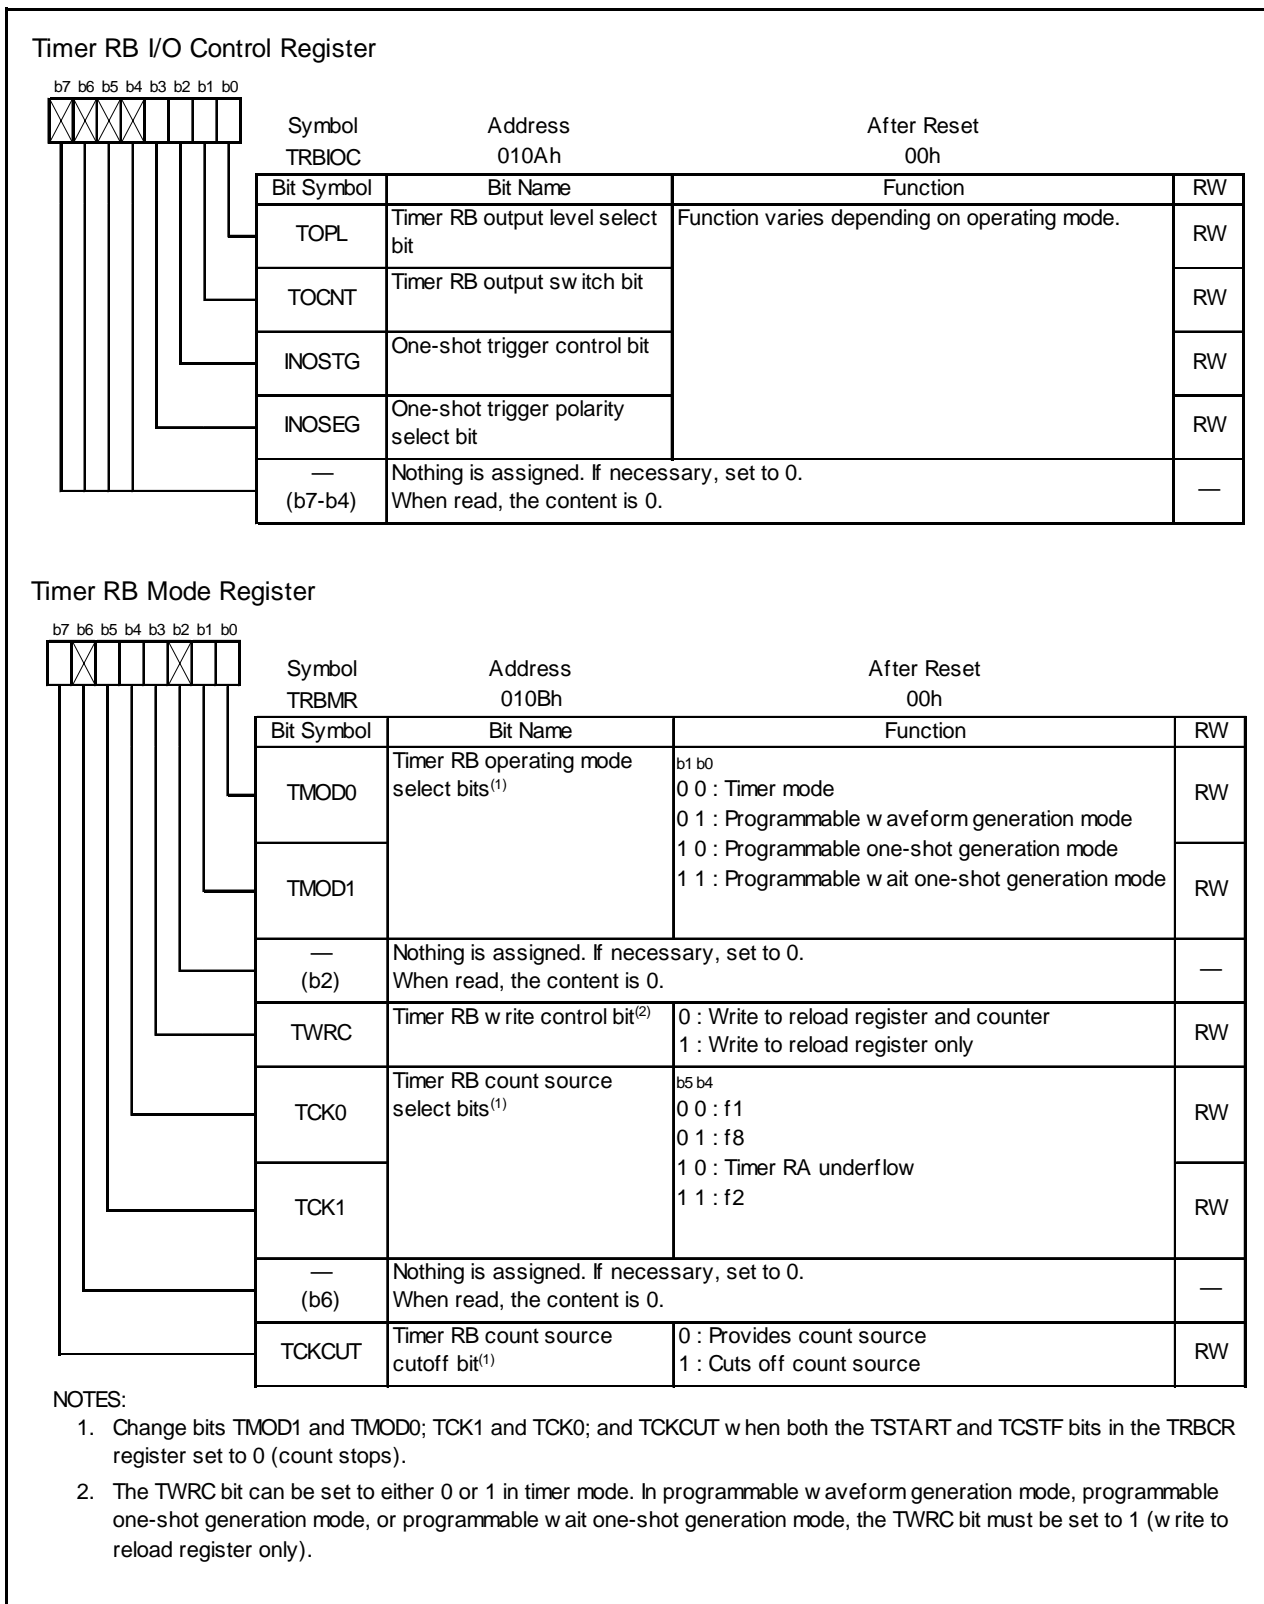 Timer RB I/O Control Register
b7 b6 b5 b4 b3 b2 b1 b0
Symbol Address After Reset
TRBIOC 010Ah 00h
Bit Symbol Bit Name Function RW
TOPL Timer RB output level select bit Function varies depending on operating mode. RW
TOCNT Timer RB output switch bit RW
INOSTG One-shot trigger control bit RW
INOSEG One-shot trigger polarity select bit RW
— (b7-b4) Nothing is assigned. If necessary, set to 0. —
When read, the content is 0.
Timer RB Mode Register
b7 b6 b5 b4 b3 b2 b1 b0
Symbol Address After Reset
TRBMR 010Bh 00h
Bit Symbol Bit Name Function RW
TMOD0 Timer RB operating mode select bits(1) b1 b0 RW
0 0 : Timer mode
0 1 : Programmable waveform generation mode
1 0 : Programmable one-shot generation mode
TMOD1 1 1 : Programmable wait one-shot generation mode RW
— (b2) Nothing is assigned. If necessary, set to 0. —
When read, the content is 0.
TWRC Timer RB write control bit(2) 0 : Write to reload register and counter RW
1 : Write to reload register only
TCK0 Timer RB count source select bits(1) b5 b4 RW
0 0 : f1
0 1 : f8
1 0 : Timer RA underflow
TCK1 1 1 : f2 RW
— (b6) Nothing is assigned. If necessary, set to 0. —
When read, the content is 0.
TCKCUT Timer RB count source cutoff bit(1) 0 : Provides count source RW
1 : Cuts off count source
NOTES:
1. Change bits TMOD1 and TMOD0; TCK1 and TCK0; and TCKCUT when both the TSTART and TCSTF bits in the TRBCR
register set to 0 (count stops).
2. The TWRC bit can be set to either 0 or 1 in timer mode. In programmable waveform generation mode, programmable
one-shot generation mode, or programmable wait one-shot generation mode, the TWRC bit must be set to 1 (write to
reload register only).